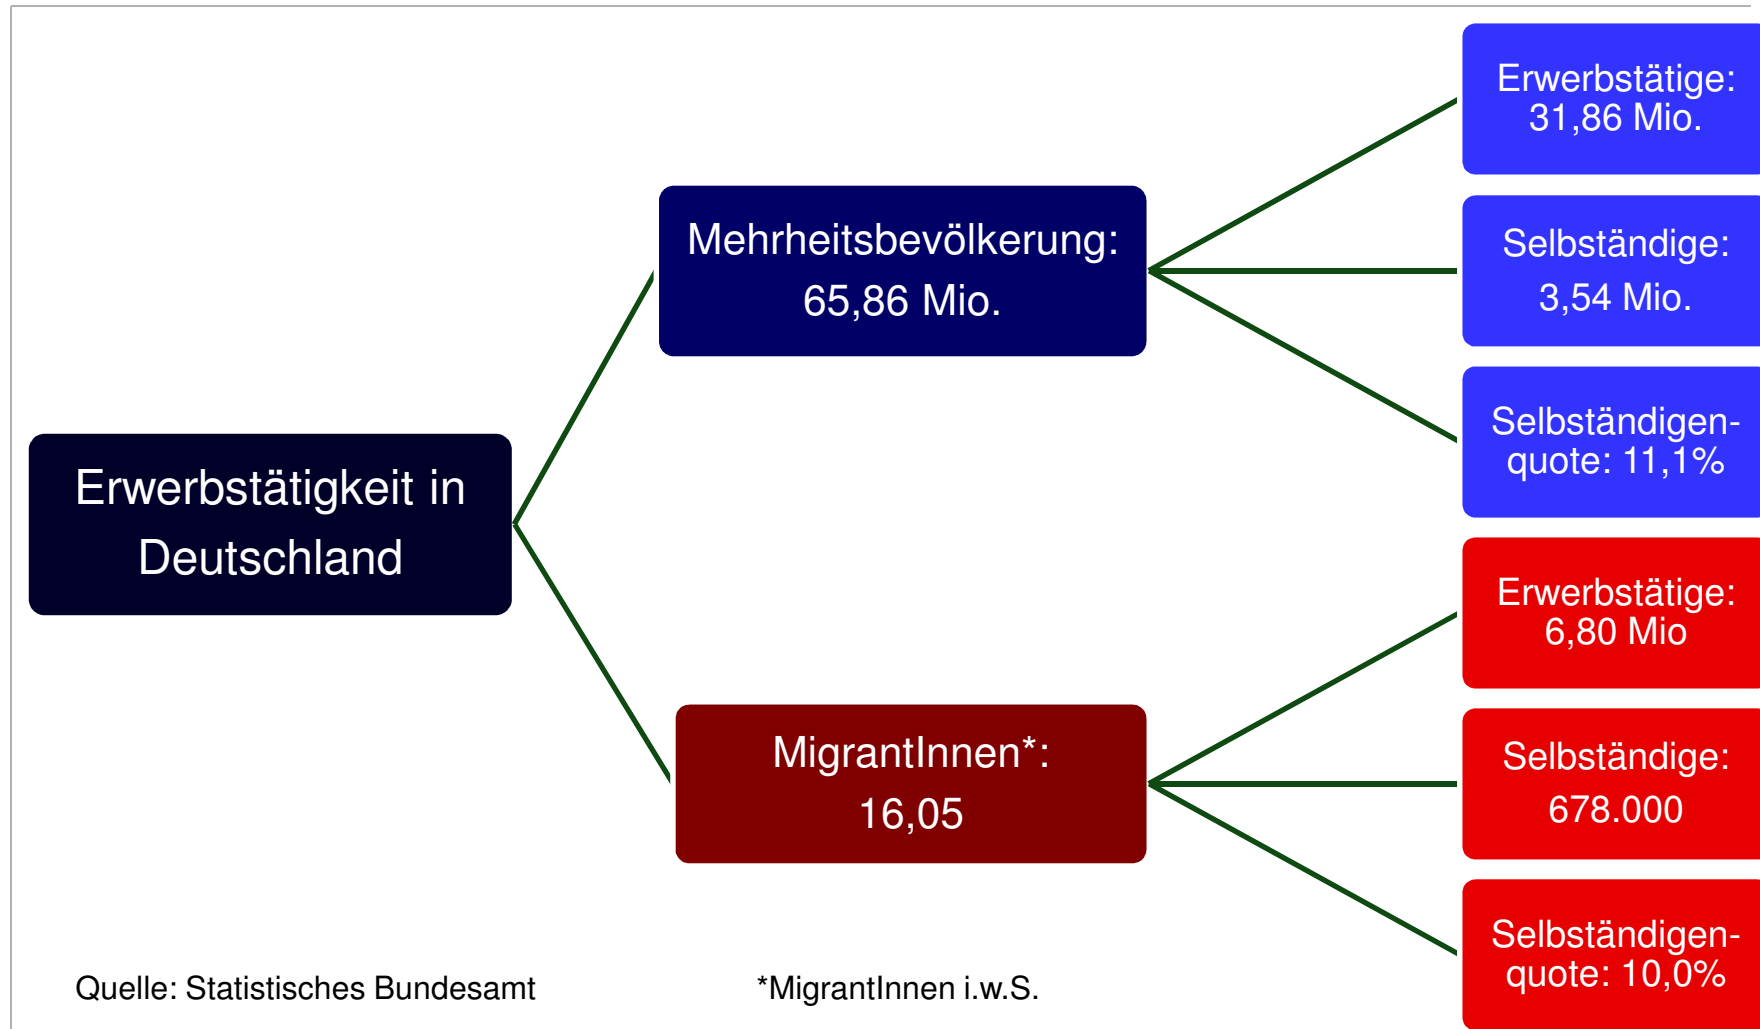 Erwerbstätigkeit in
Deutschland
Mehrheitsbevölkerung:
65,86 Mio.
Erwerbstätige:
31,86 Mio.
Selbständige:
3,54 Mio.
Selbständigen-
quote: 11,1%
MigrantInnen*:
16,05
Erwerbstätige:
6,80 Mio
Selbständige:
678.000
Selbständigen-
quote: 10,0%
Quelle: Statistisches Bundesamt
*MigrantInnen i.w.S.